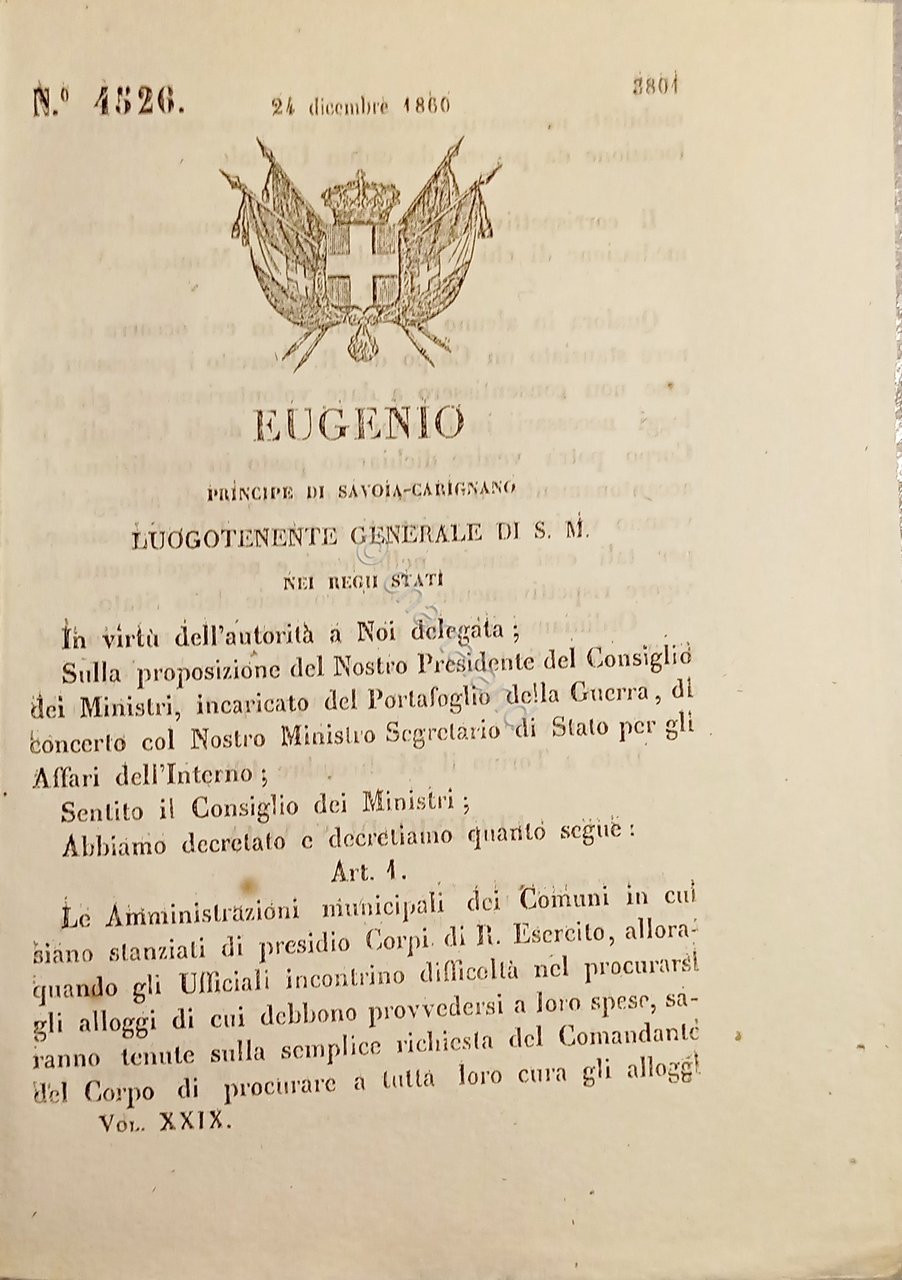 N.º 4526.
24 dicembre 1860
3801
EUGENIO
PRINCIPE DI SAVOIA-CARIGNANO
LUOGOTENENTE GENERALE DI S. M.
NEI REGII STATI
In virtù dell'autorità a Noi delegata ;
Sulla proposizione del Nostro Presidente del Consiglio
dei Ministri, incaricato del Portafoglio della Guerra, di
concerto col Nostro Ministro Segretario di Stato per gli
Affari dell'Interno ;
Sentito il Consiglio dei Ministri ;
Abbiamo decretato e decretiamo quanto segue :
Art. 1.
Le Amministrazioni municipali dei Comuni in cui
siano stanziati di presidio Corpi di R. Esercito, allora-
quando gli Ufficiali incontrino difficoltà nel procurarsi
gli alloggi di cui debbono provvedersi a loro spese, sa-
ranno tenute sulla semplice richiesta del Comandante
del Corpo di procurare a tutta loro cura gli alloggi
VOL. XXIX.